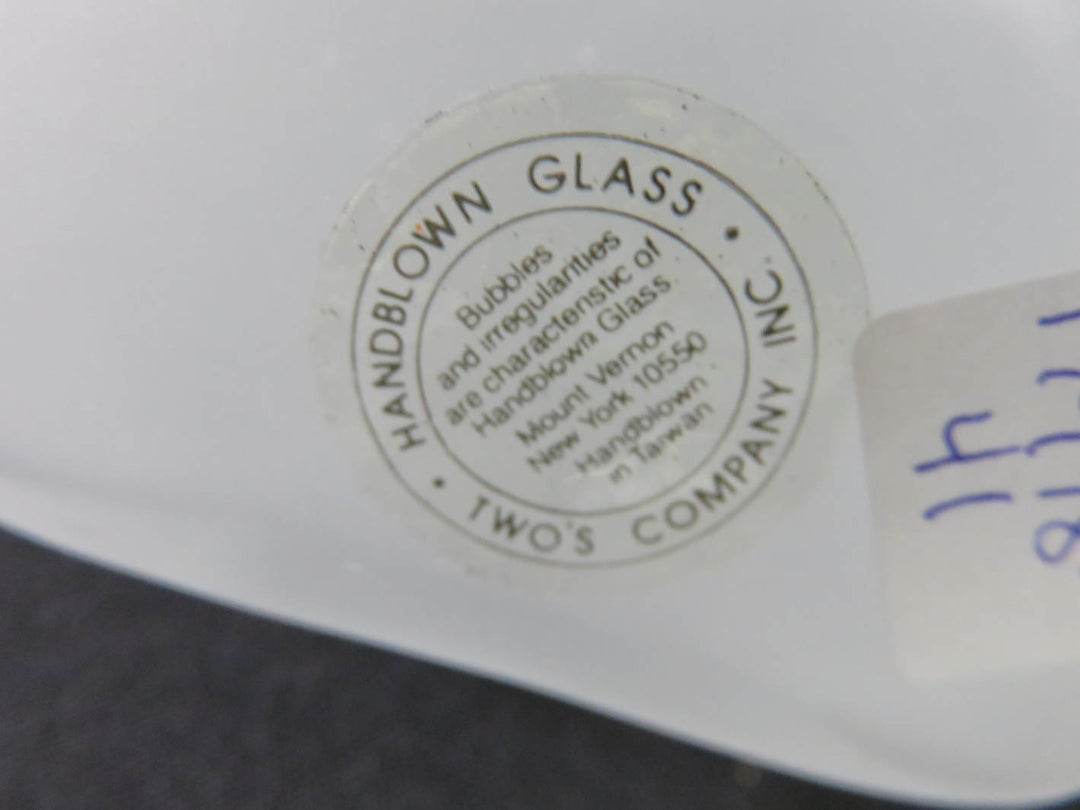 HANDBLOWN GLASS •
TWO'S COMPANY INC. •
Bubbles
and irregularities
are characteristic of
Handblown Glass.
Mount Vernon
New York 10550
Handblown
in Taiwan